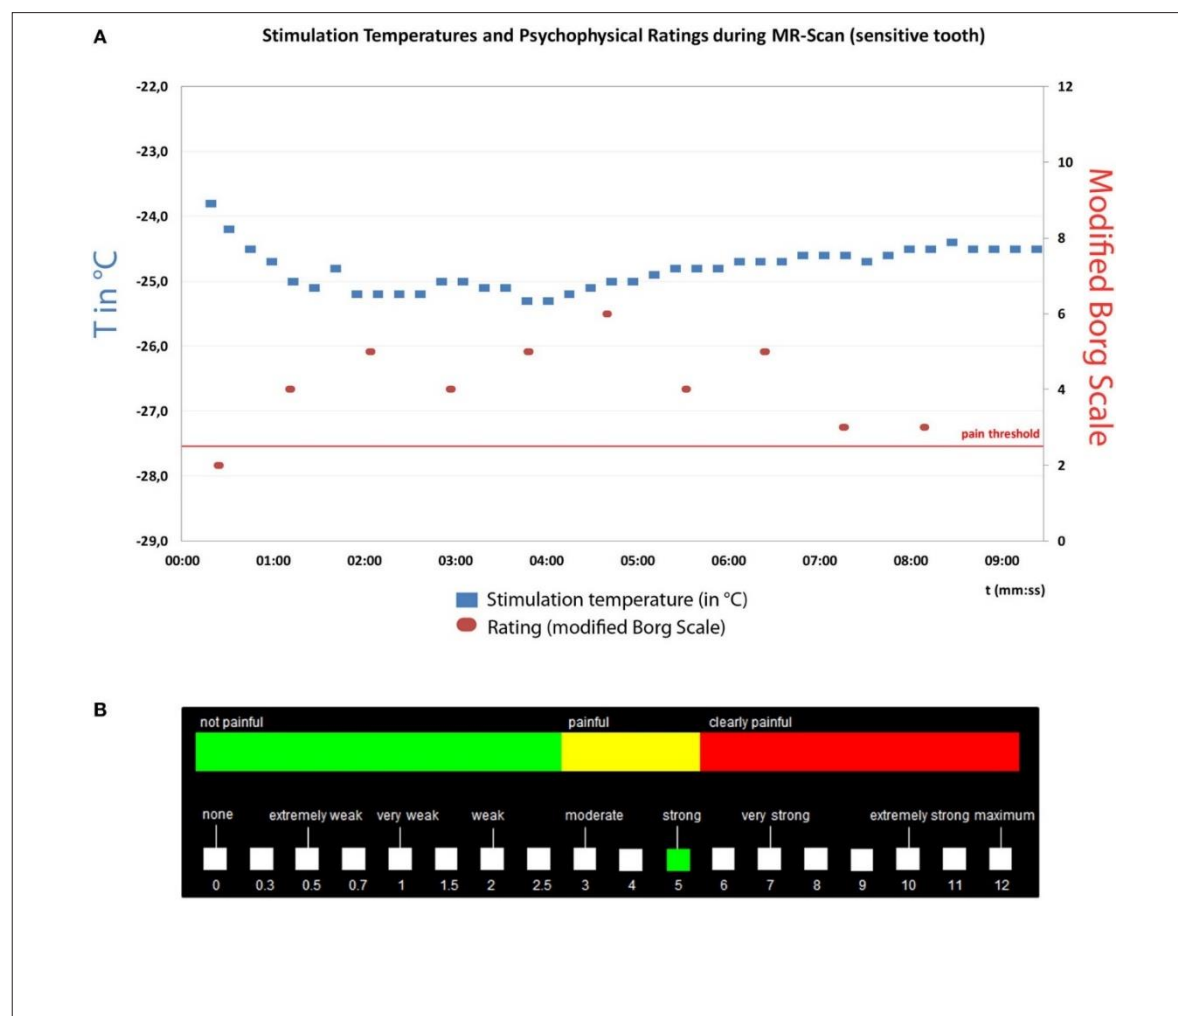 A
Stimulation Temperatures and Psychophysical Ratings during MR-Scan (sensitive tooth)
-22,0
-23,0
-24,0
-25,0
-26,0
-27,0
-28,0
-29,0
T in °C
12
10
8
6
4
2
0
Modified Borg Scale
pain threshold
00:00 01:00 02:00 03:00 04:00 05:00 06:00 07:00 08:00 09:00
t (mm:ss)
Stimulation temperature (in °C)
Rating (modified Borg Scale)
B
not painful painful clearly painful
none extremely weak very weak weak moderate strong very strong extremely strong maximum
0 0.3 0.5 0.7 1 1.5 2 2.5 3 4 5 6 7 8 9 10 11 12